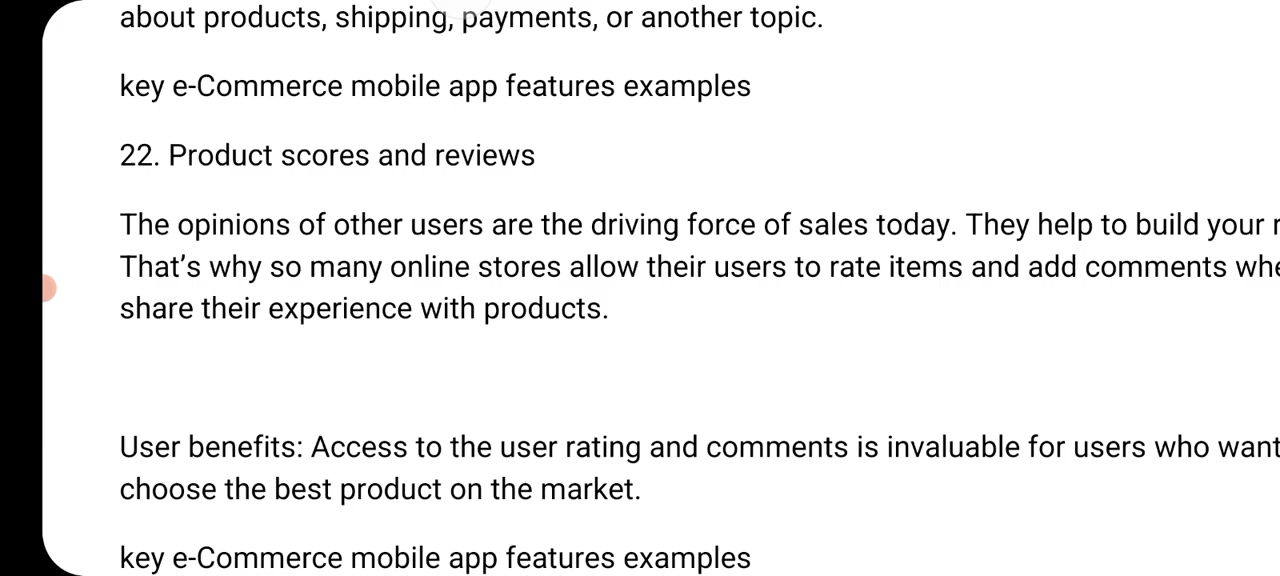 about products, shipping, payments, or another topic.
key e-Commerce mobile app features examples
22. Product scores and reviews
The opinions of other users are the driving force of sales today. They help to build your
That’s why so many online stores allow their users to rate items and add comments
share their experience with products.
User benefits: Access to the user rating and comments is invaluable for users who want
choose the best product on the market.
key e-Commerce mobile app features examples